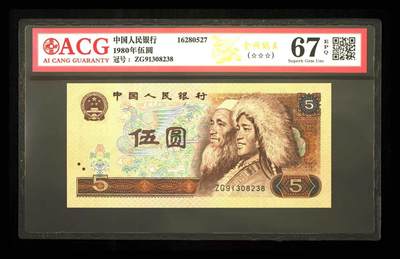 ACG
AI CANG GUARANTY
中国人民银行
1980年伍圆
冠号：ZG91308238
16280527
(☆☆☆)
67
EPQ
Superb Gem Unc
中国人民银行
5
伍圆
ZG91308238
5
5